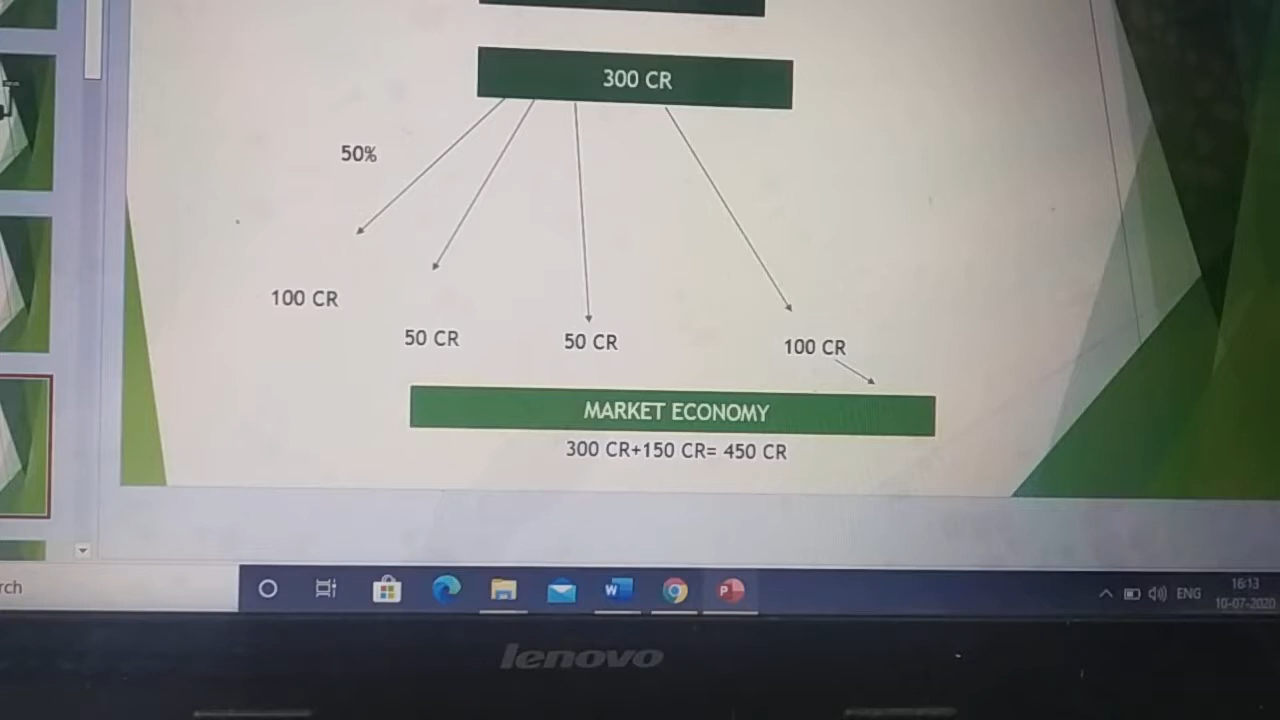 300 CR
50%
100 CR
50 CR
50 CR
100 CR
MARKET ECONOMY
300 CR+150 CR= 450 CR
rch
ENG
16:13
10-07-2020
lenovo